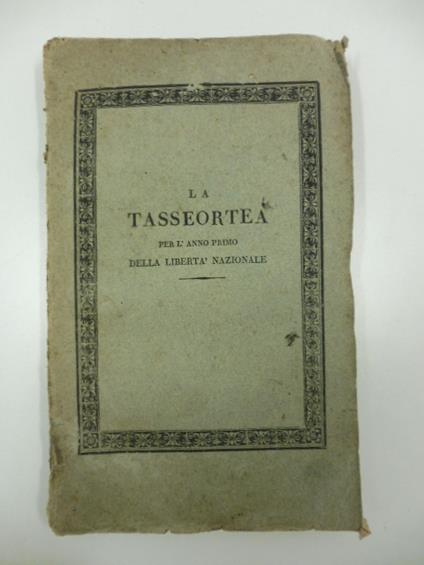 LA
TASSEORTEA
PER L' ANNO PRIMO
DELLA LIBERTA' NAZIONALE